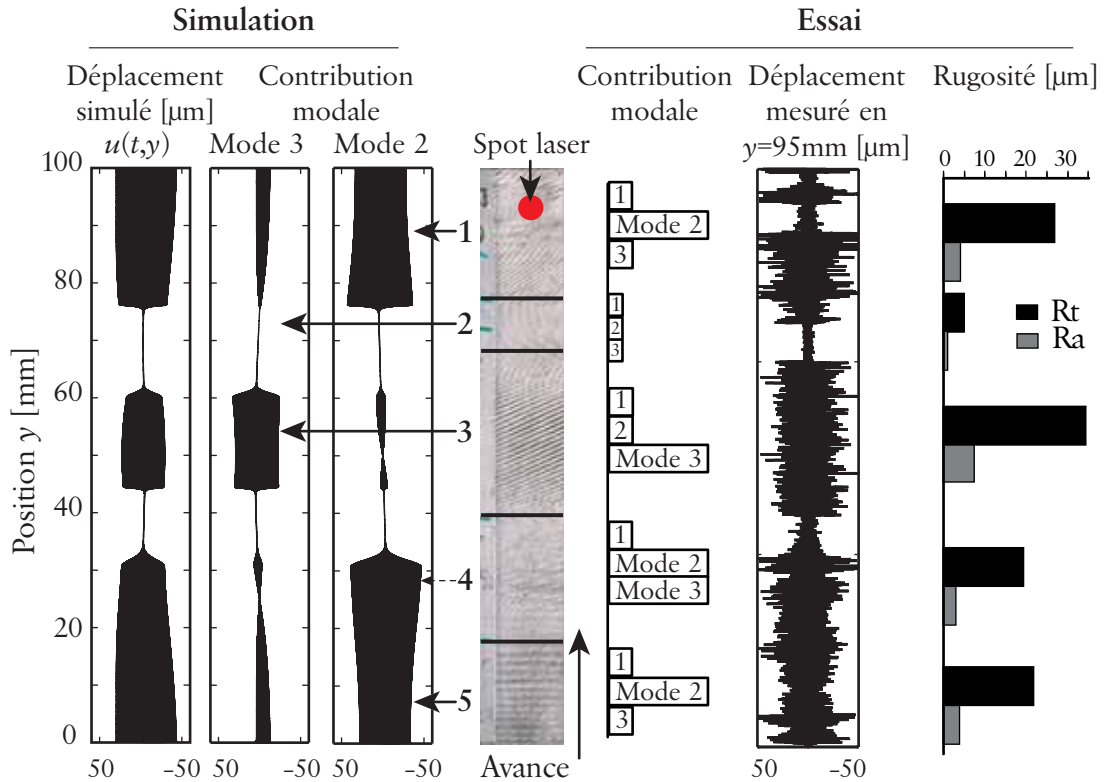 Simulation
Essai
Déplacement
simulé [µm]
u(t,y)
Contribution
modale
Mode 3
Mode 2
Spot laser
Contribution
modale
Déplacement
mesuré en
y=95mm [µm]
Rugosité [µm]
0 10 20 30
Position y [mm]
100
80
60
40
20
0
1
2
3
4
5
1
Mode 2
3
1
2
3
1
2
Mode 3
1
Mode 2
Mode 3
1
Mode 2
3
Rt
Ra
50 -50
50 -50
50 -50
Avance
50 -50